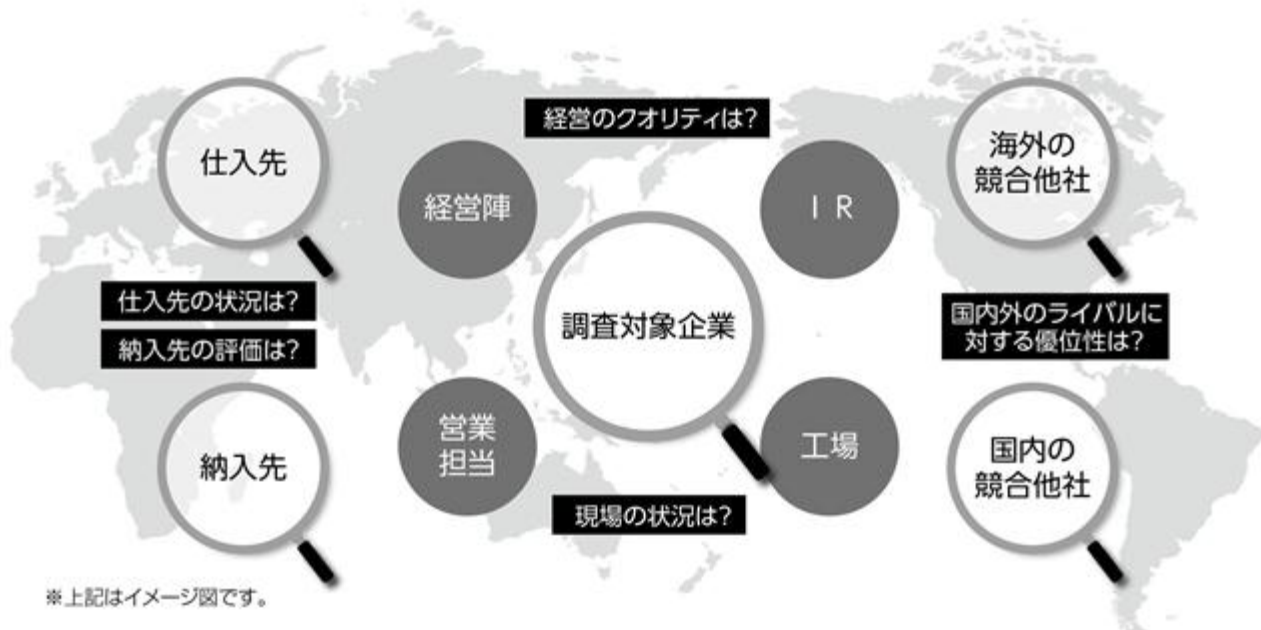 仕入先
仕入先の状況は?
納入先の評価は?
納入先
経営のクオリティは?
経営陣
ＩＲ
調査対象企業
営業
担当
工場
現場の状況は?
海外の
競合他社
国内外のライバルに
対する優位性は?
国内の
競合他社
※上記はイメージ図です。